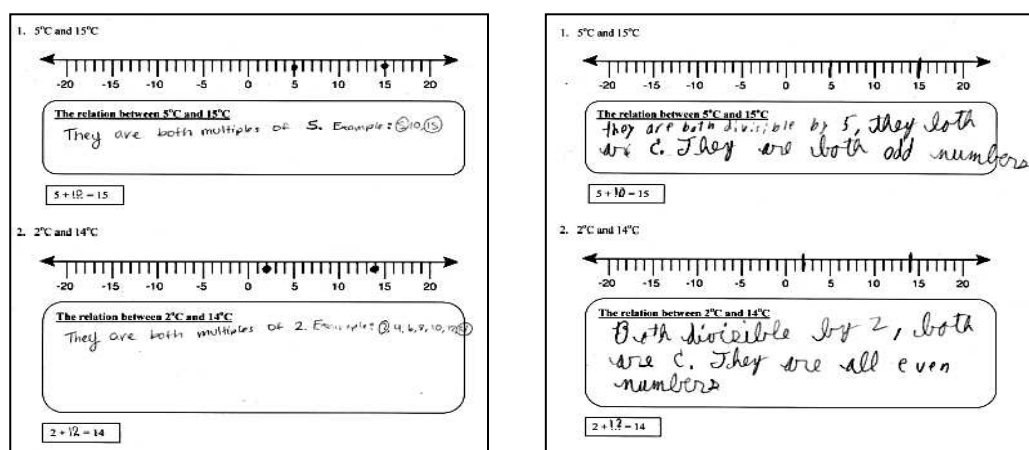 1. 5°C and 15°C
-20 -15 -10 -5 0 5 10 15 20
The relation between 5°C and 15°C
They are both multiples of 5. Example: 5, 10, 15
5 + 10 = 15
2. 2°C and 14°C
-20 -15 -10 -5 0 5 10 15 20
The relation between 2°C and 14°C
They are both multiples of 2. Example: 2, 4, 6, 8, 10, 12, 14
2 + 12 = 14
1. 5°C and 15°C
-20 -15 -10 -5 0 5 10 15 20
The relation between 5°C and 15°C
they are both divisible by 5, They both
are C. They are both odd numbers
5 + 10 = 15
2. 2°C and 14°C
-20 -15 -10 -5 0 5 10 15 20
The relation between 2°C and 14°C
Both divisible by 2, both
are C. They are all even
numbers
2 + 12 = 14